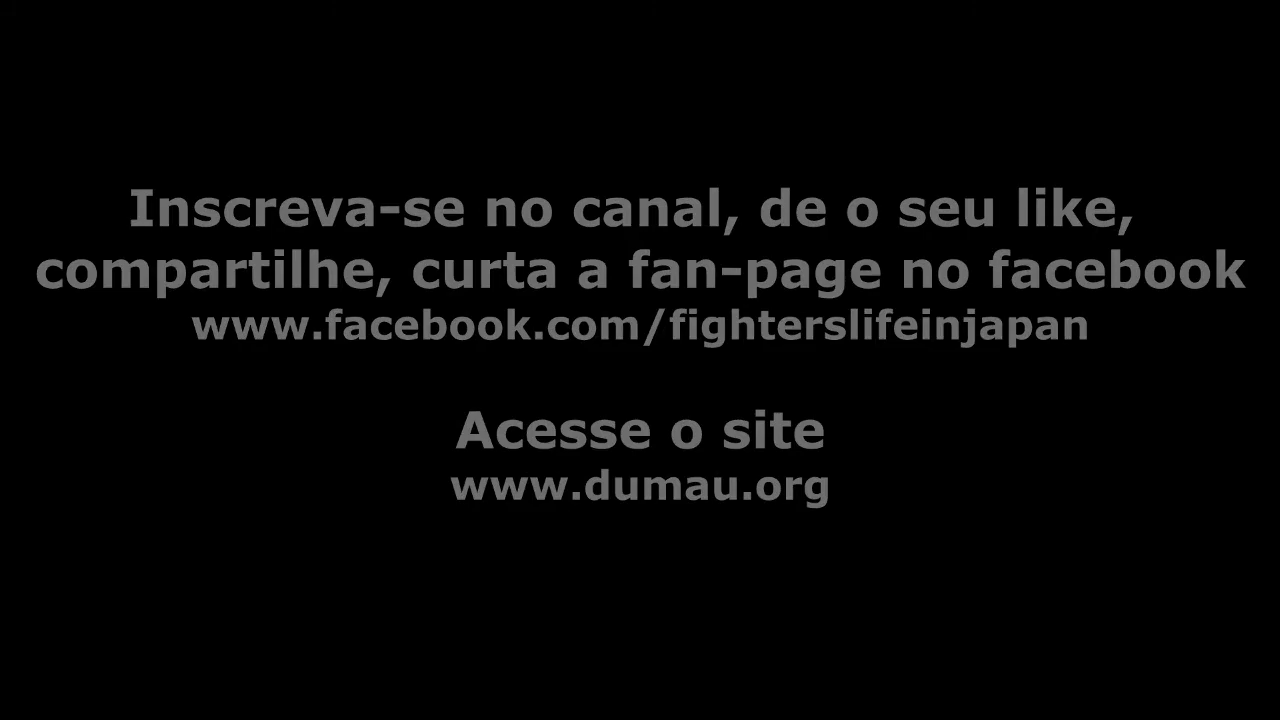 Inscreva-se no canal, de o seu like,
compartilhe, curta a fan-page no facebook
www.facebook.com/fighterslifeinjapan
Acesse o site
www.dumau.org